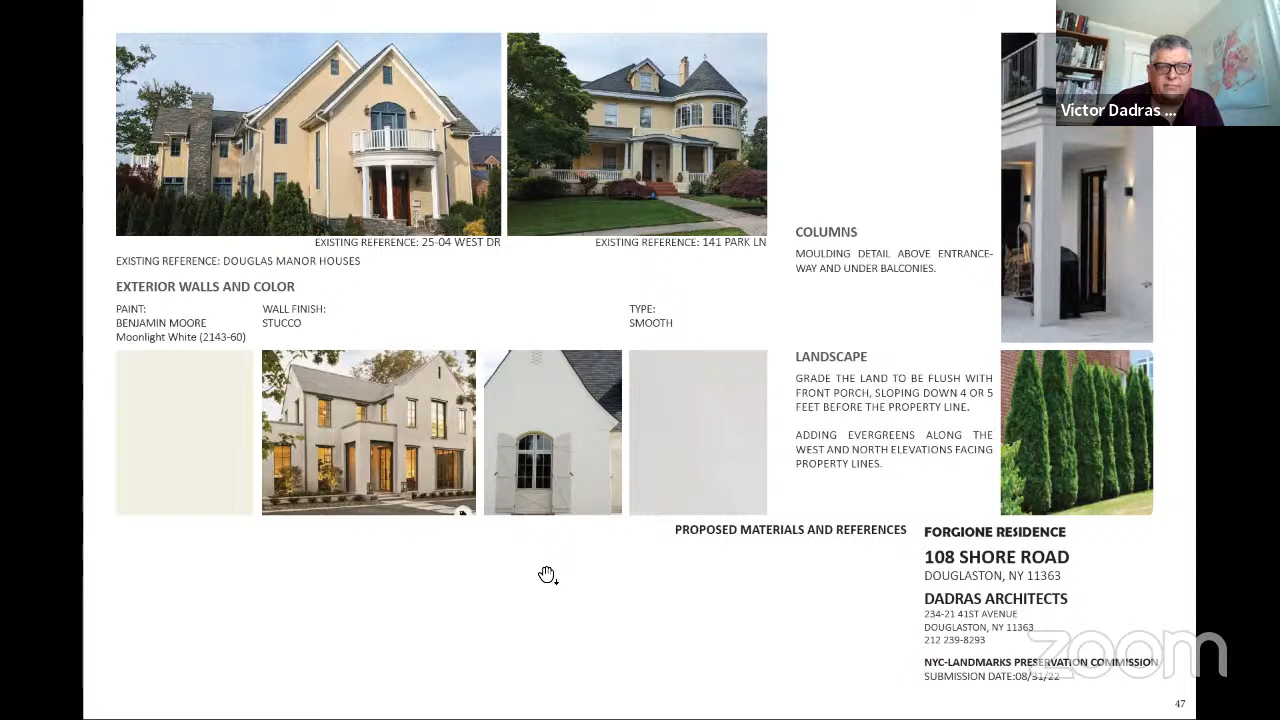 Victor Dadras ...
EXISTING REFERENCE: 25-04 WEST DR
EXISTING REFERENCE: 141 PARK LN
EXISTING REFERENCE: DOUGLAS MANOR HOUSES
EXTERIOR WALLS AND COLOR
PAINT:
BENJAMIN MOORE
Moonlight White (2143-60)
WALL FINISH:
STUCCO
TYPE:
SMOOTH
COLUMNS
MOULDING DETAIL ABOVE ENTRANCE-
WAY AND UNDER BALCONIES.
LANDSCAPE
GRADE THE LAND TO BE FLUSH WITH
FRONT PORCH, SLOPING DOWN 4 OR 5
FEET BEFORE THE PROPERTY LINE.
ADDING EVERGREENS ALONG THE
WEST AND NORTH ELEVATIONS FACING
PROPERTY LINES.
PROPOSED MATERIALS AND REFERENCES
FORGIONE RESIDENCE
108 SHORE ROAD
DOUGLASTON, NY 11363
DADRAS ARCHITECTS
234-21 41ST AVENUE
DOUGLASTON, NY 11363
212 239-8293
NYC-LANDMARKS PRESERVATION COMMISSION
SUBMISSION DATE:08/31/22
zoom
47